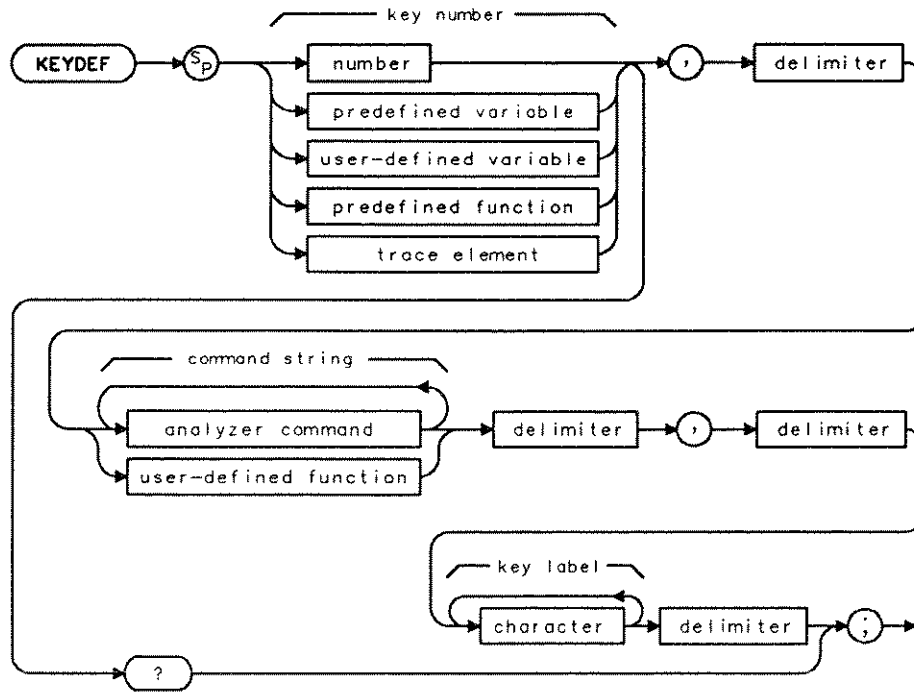 key number
KEYDEF SP number , delimiter
predefined variable
user-defined variable
predefined function
trace element
command string
analyzer command delimiter , delimiter
user-defined function
key label
character delimiter ;
?